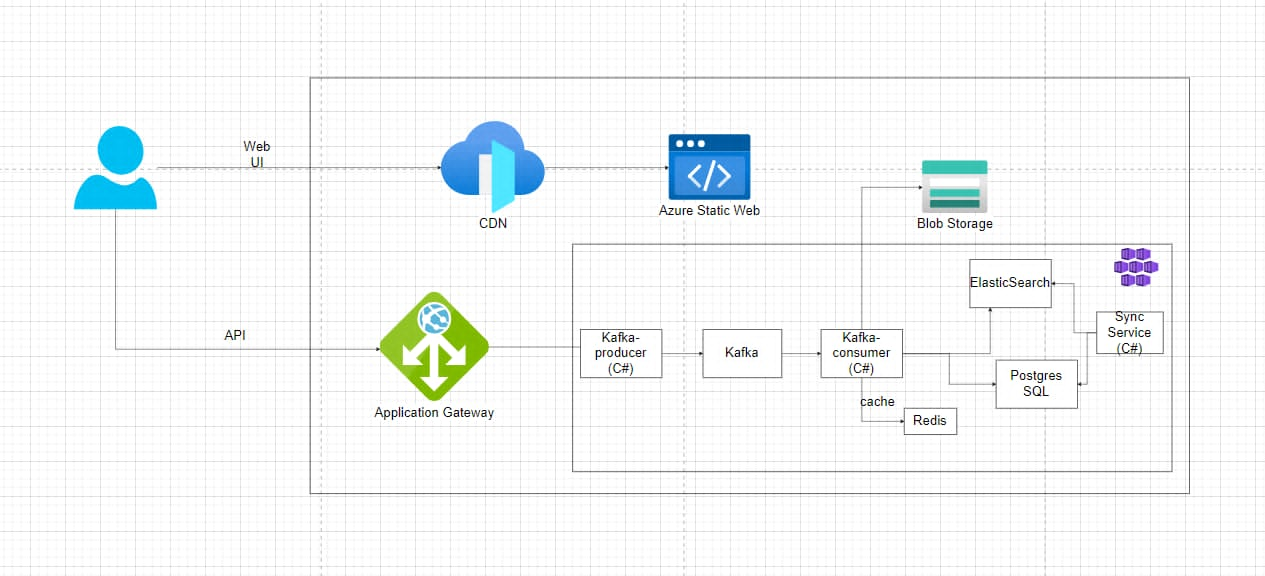 Web
UI
CDN
Azure Static Web
Blob Storage
API
Application Gateway
Kafka-
producer
(C#)
Kafka
Kafka-
consumer
(C#)
cache
Redis
ElasticSearch
Sync
Service
(C#)
Postgres
SQL